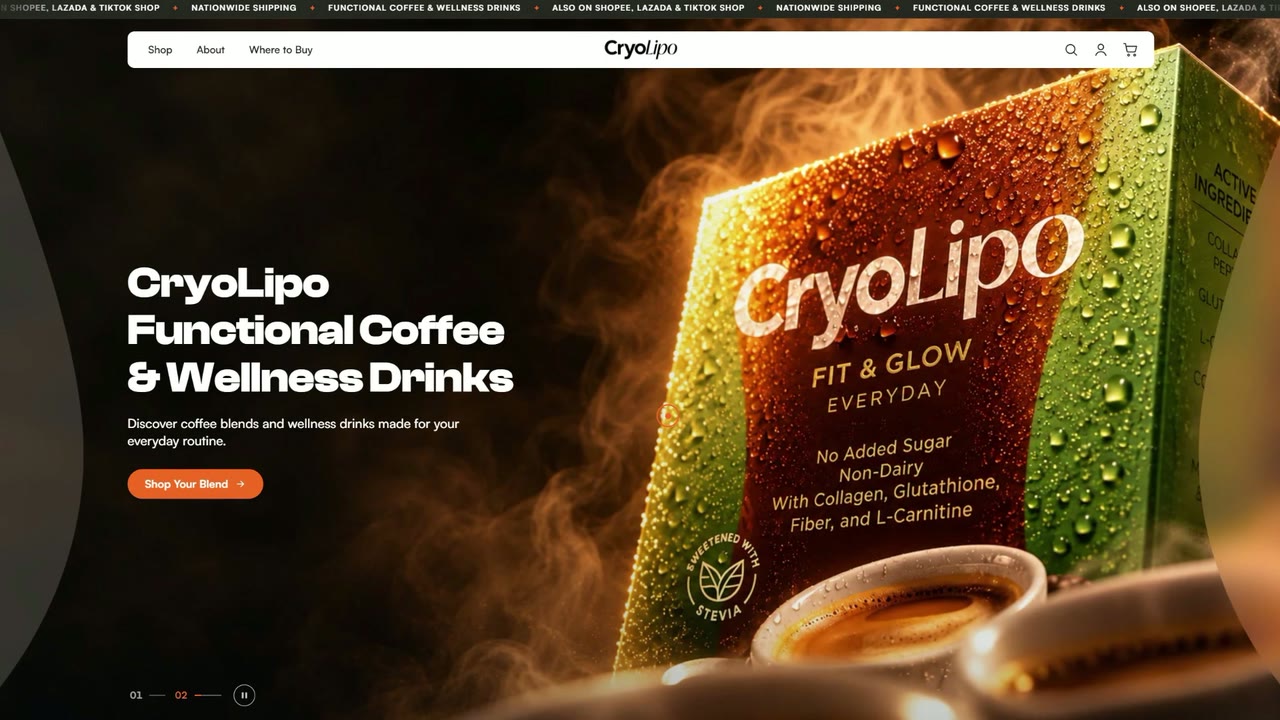 SHOPEE, LAZADA & TIKTOK SHOP ✦ NATIONWIDE SHIPPING ✦ FUNCTIONAL COFFEE & WELLNESS DRINKS ✦ ALSO ON SHOPEE, LAZADA & TIKTOK SHOP ✦ NATIONWIDE SHIPPING ✦ FUNCTIONAL COFFEE & WELLNESS DRINKS ✦ ALSO ON SHOPEE, LAZADA &
Shop About Where to Buy CryoLipo
CryoLipo
Functional Coffee
& Wellness Drinks
Discover coffee blends and wellness drinks made for your
everyday routine.
Shop Your Blend →
01 02
CryoLipo
FIT & GLOW
EVERYDAY
No Added Sugar
Non-Dairy
With Collagen, Glutathione,
Fiber, and L-Carnitine
SWEETENED WITH
STEVIA
ACTIVE